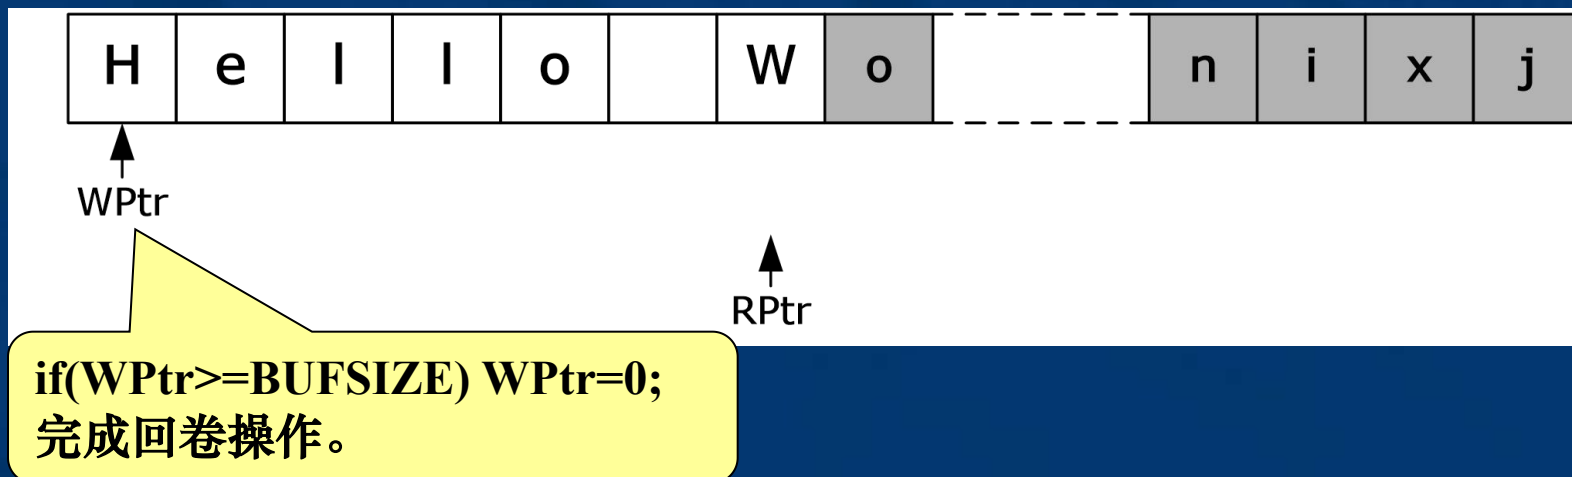 H e l l o W o n i x j
WPtr
RPtr
if(WPtr>=BUFSIZE) WPtr=0;
完成回卷操作。